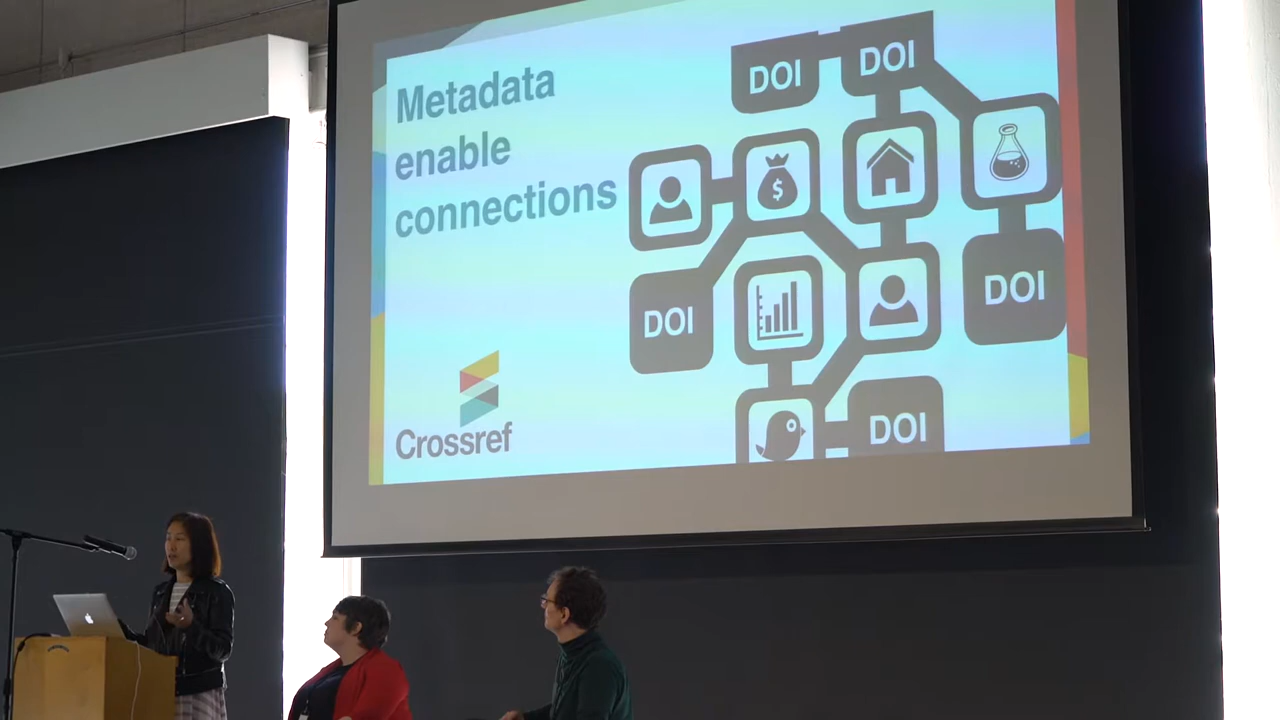 Metadata
enable
connections
DOI
DOI
DOI
DOI
DOI
$
Crossref